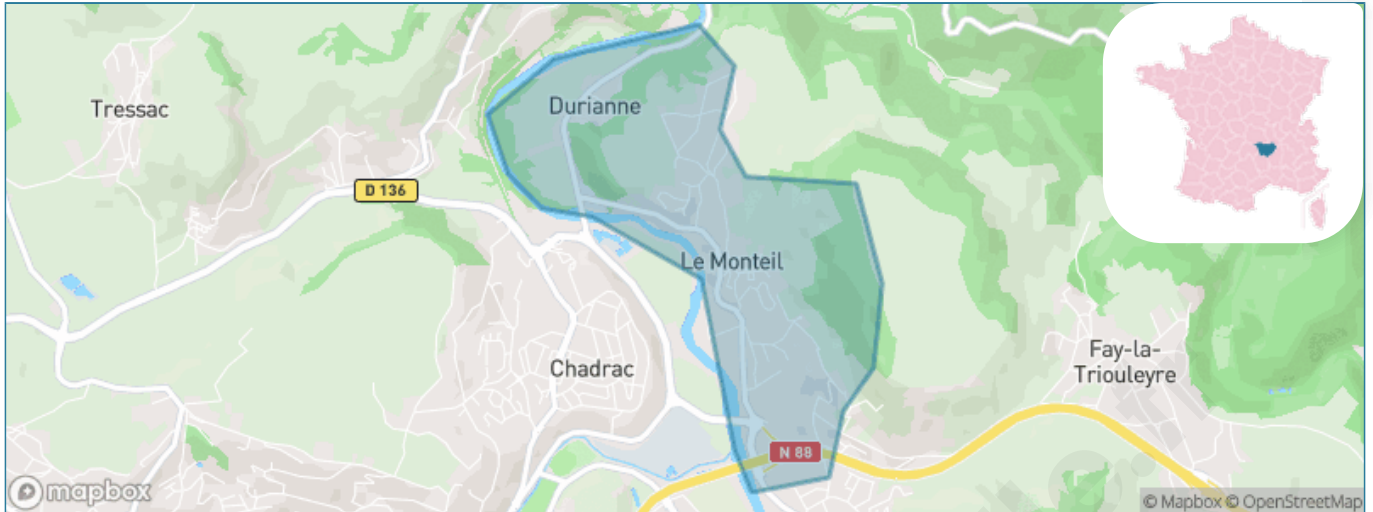 Tressac
Durianne
D 136
Le Monteil
Chadrac
Fay-la-
Triouleyre
N 88
mapbox
© Mapbox © OpenStreetMap